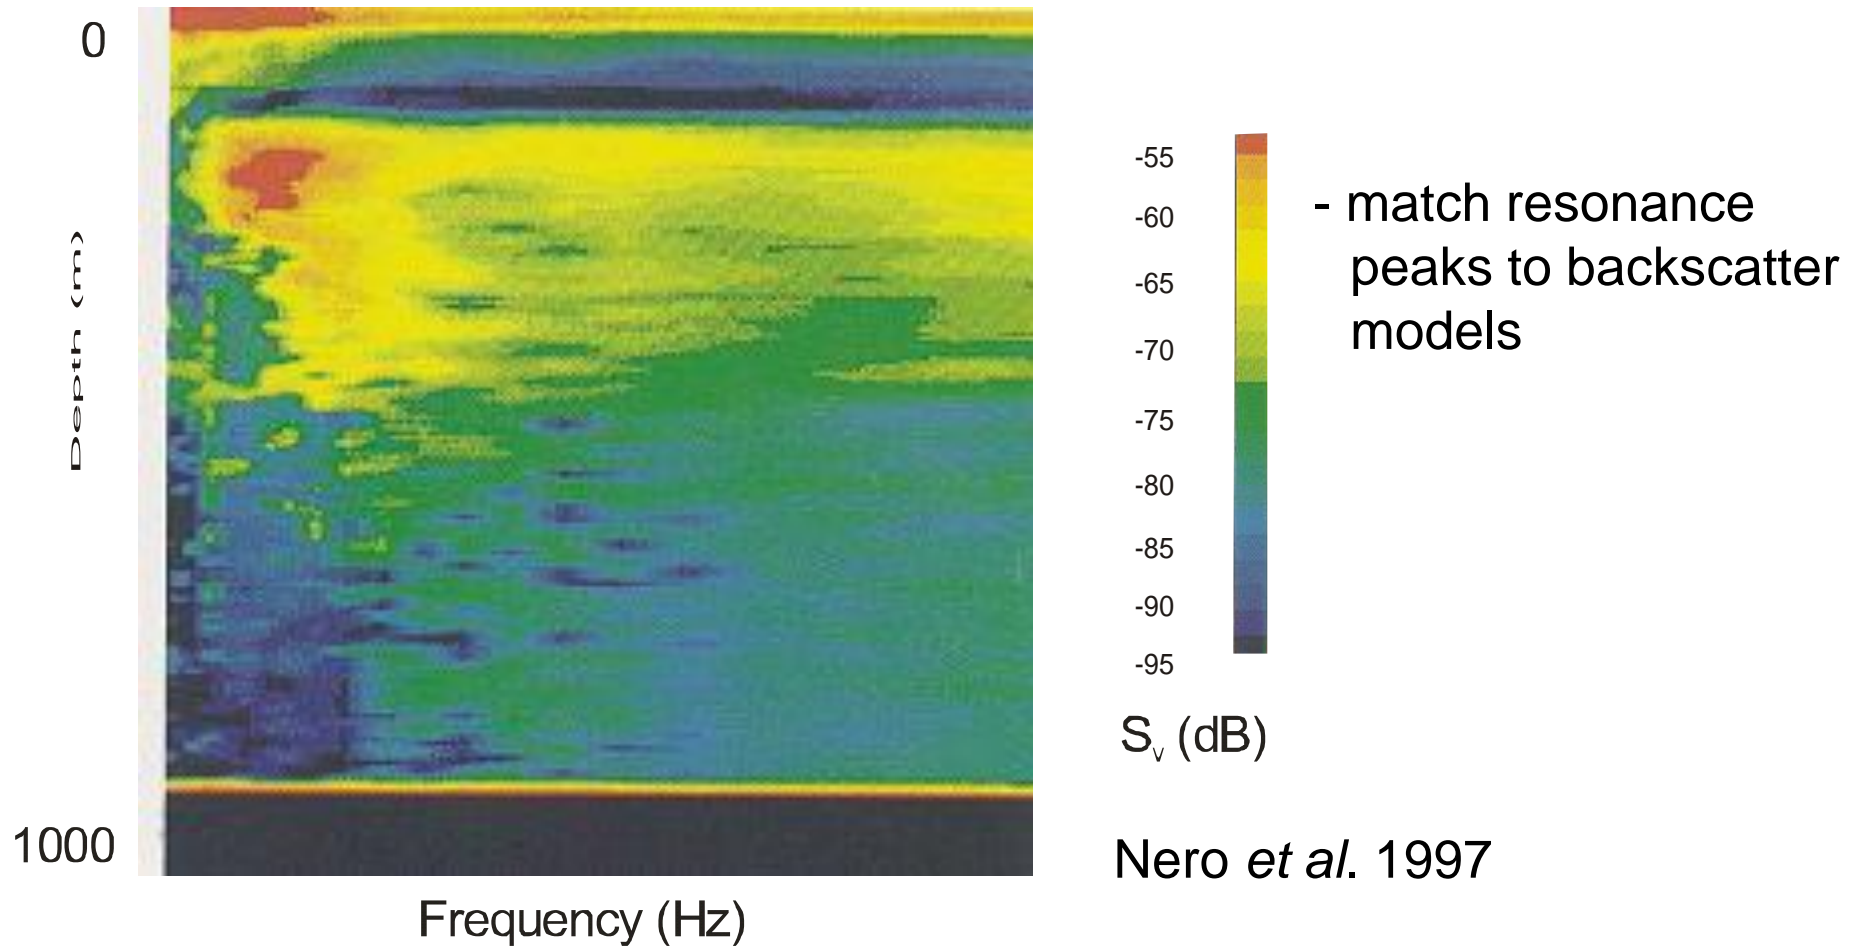 0
Depth (m)
1000
Frequency (Hz)
-55
-60
-65
-70
-75
-80
-85
-90
-95
Sv (dB)
- match resonance
peaks to backscatter
models
Nero et al. 1997